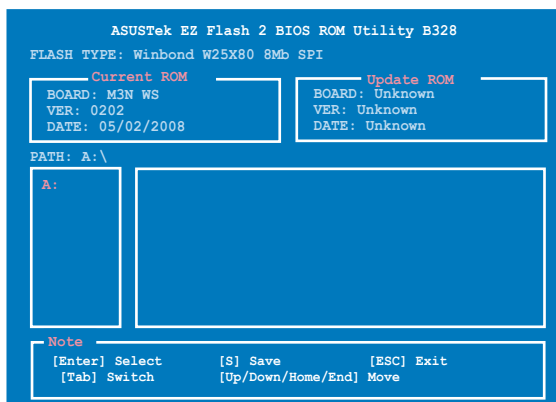 ASUSTek EZ Flash 2 BIOS ROM Utility B328
FLASH TYPE: Winbond W25X80 8Mb SPI
Current ROM
BOARD: M3N WS
VER: 0202
DATE: 05/02/2008
Update ROM
BOARD: Unknown
VER: Unknown
DATE: Unknown
PATH: A:\
A:
Note
[Enter] Select [S] Save [ESC] Exit
[Tab] Switch [Up/Down/Home/End] Move